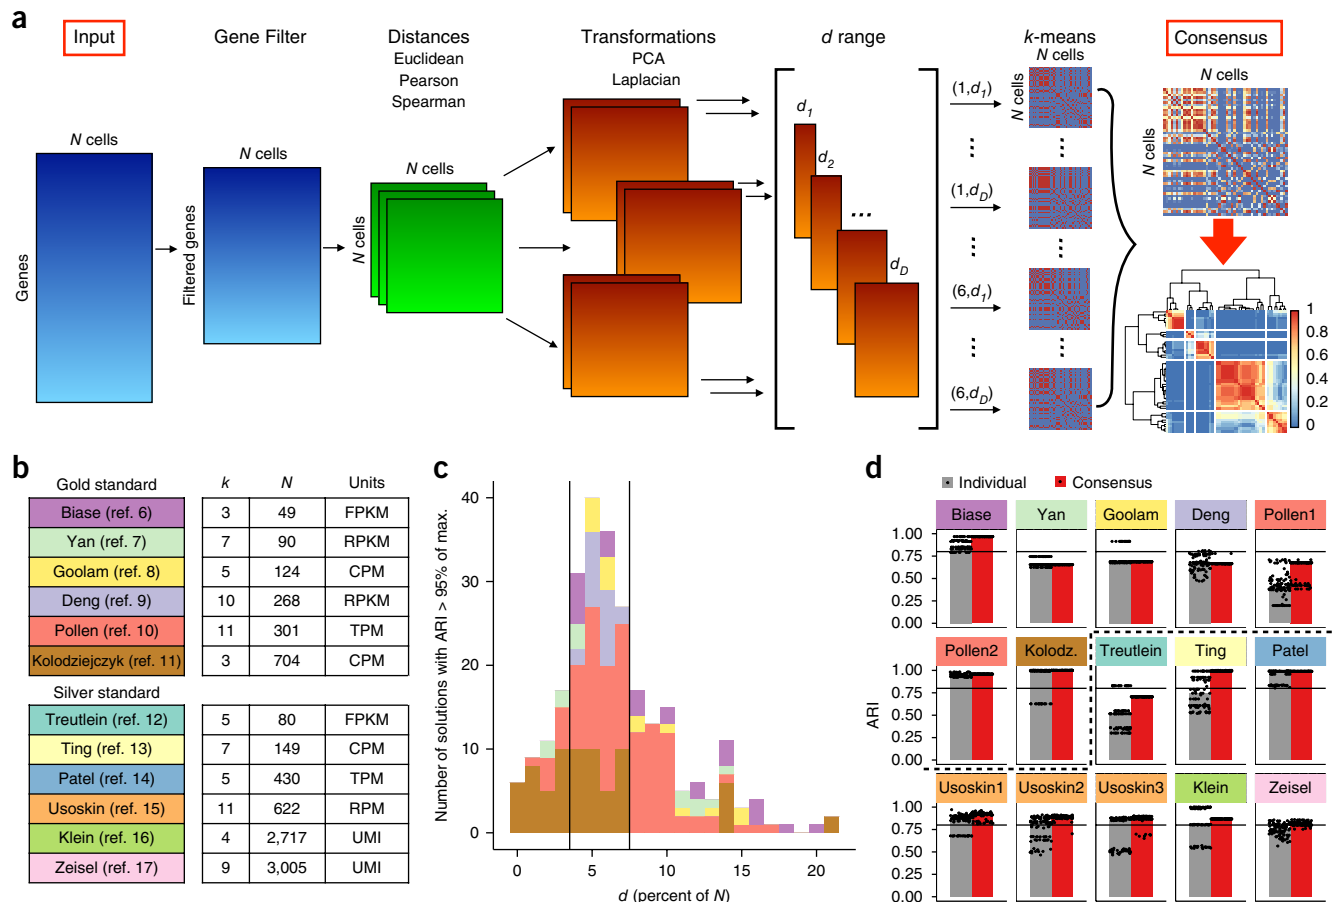 a
Input
Gene Filter
Distances
Euclidean
Pearson
Spearman
Transformations
PCA
Laplacian
d range
k-means
N cells
Consensus
N cells
N cells
N cells
N cells
N cells
N cells
N cells
Genes
Filtered genes
N cells
d1
d2
...
dD
(1,d1)
(1,dD)
(6,d1)
(6,dD)
1
0.8
0.6
0.4
0.2
0
b
Gold standard
k N Units
Biase (ref. 6) 3 49 FPKM
Yan (ref. 7) 7 90 RPKM
Goolam (ref. 8) 5 124 CPM
Deng (ref. 9) 10 268 RPKM
Pollen (ref. 10) 11 301 TPM
Kolodziejczyk (ref. 11) 3 704 CPM
Silver standard
Treutlein (ref. 12) 5 80 FPKM
Ting (ref. 13) 7 149 CPM
Patel (ref. 14) 5 430 TPM
Usoskin (ref. 15) 11 622 RPM
Klein (ref. 16) 4 2,717 UMI
Zeisel (ref. 17) 9 3,005 UMI
c
Number of solutions with ARI > 95% of max.
40
30
20
10
0
0 5 10 15 20
d (percent of N)
d
Individual Consensus
Biase Yan Goolam Deng Pollen1
1.00
0.75
0.50
0.25
0.00
Pollen2 Kolodz. Treutlein Ting Patel
ARI
1.00
0.75
0.50
0.25
0.00
Usoskin1 Usoskin2 Usoskin3 Klein Zeisel
1.00
0.75
0.50
0.25
0.00